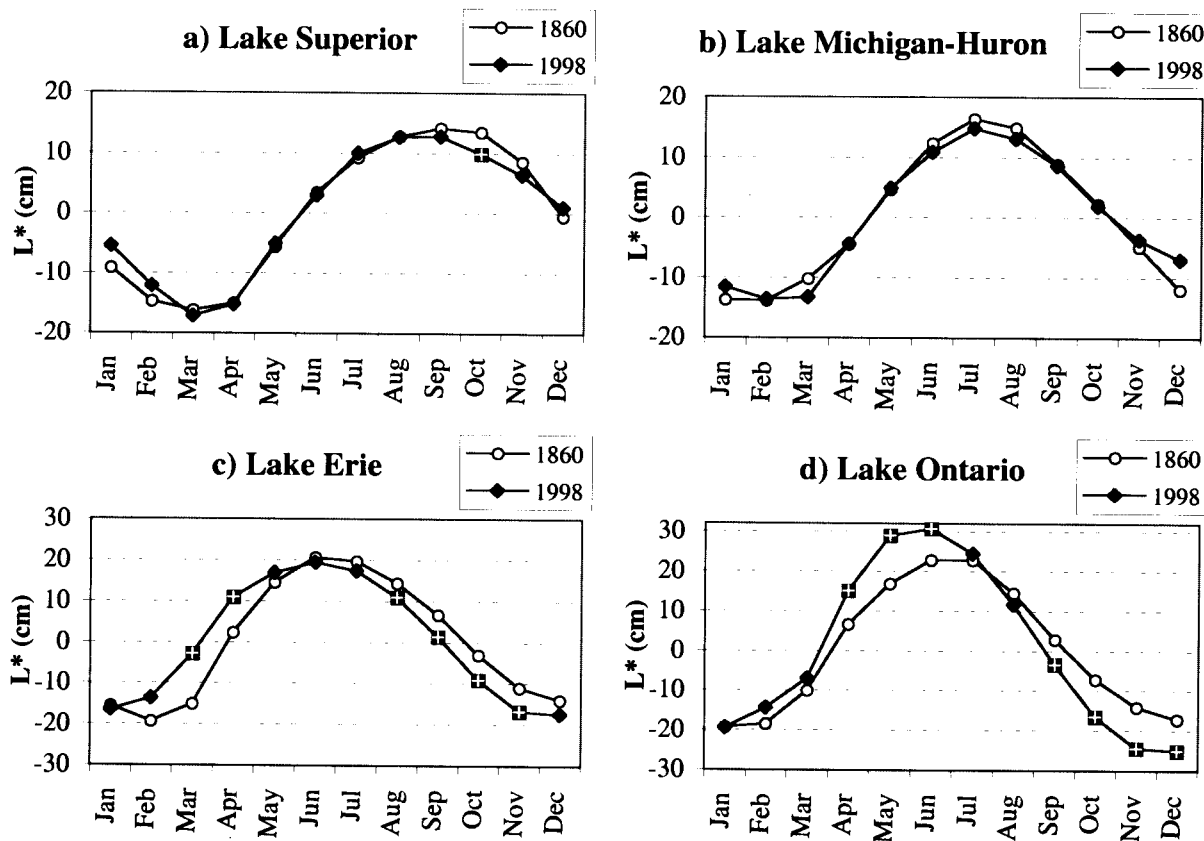 a) Lake Superior
1860
1998
L* (cm)
20
10
0
-10
-20
Jan
Feb
Mar
Apr
May
Jun
Jul
Aug
Sep
Oct
Nov
Dec
b) Lake Michigan-Huron
1860
1998
L* (cm)
20
10
0
-10
-20
Jan
Feb
Mar
Apr
May
Jun
Jul
Aug
Sep
Oct
Nov
Dec
c) Lake Erie
1860
1998
L* (cm)
30
20
10
0
-10
-20
-30
Jan
Feb
Mar
Apr
May
Jun
Jul
Aug
Sep
Oct
Nov
Dec
d) Lake Ontario
1860
1998
L* (cm)
30
20
10
0
-10
-20
-30
Jan
Feb
Mar
Apr
May
Jun
Jul
Aug
Sep
Oct
Nov
Dec